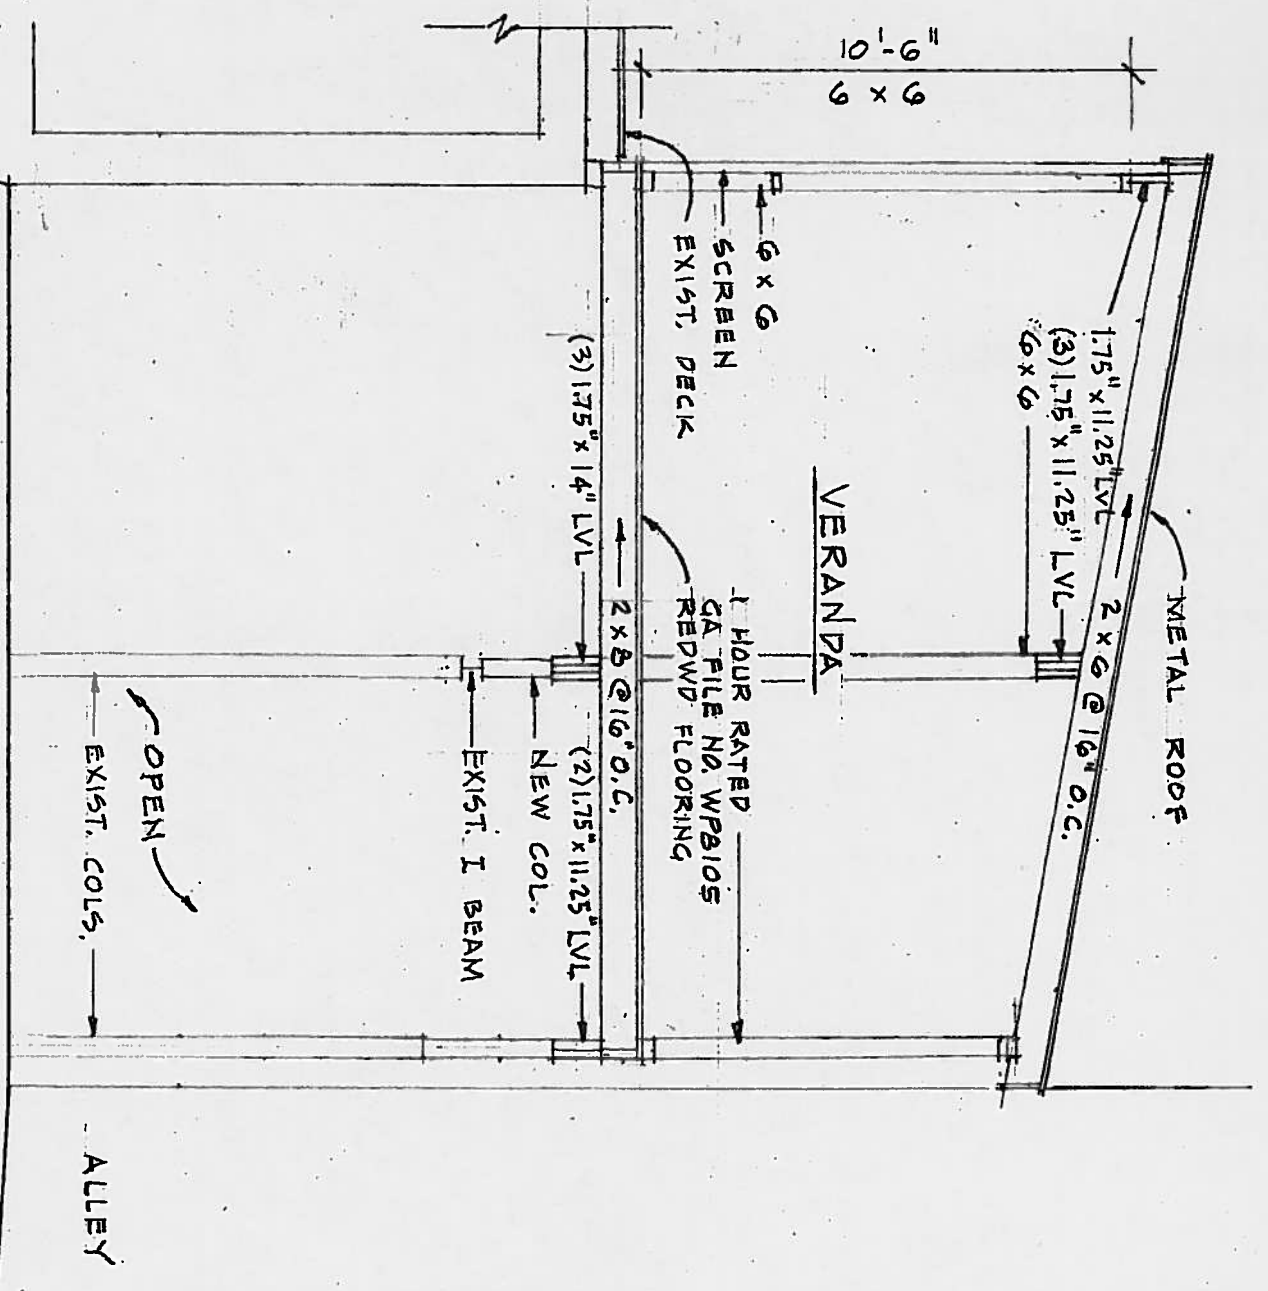 10'-6"
6 x 6
METAL ROOF
1.75" x 11.25" LVL
(3) 1.75" x 11.25" LVL
6 x 6
2 x 6 @ 16" O.C.
VERANDA
6 x 6
SCREEN
EXIST. DECK
1 HOUR RATED
GA FILE NO. WP8105
REDWD FLOORING
2 x 8 @ 16" O.C.
(3) 1.75" x 14" LVL
(2) 1.75" x 11.25" LVL
NEW COL.
EXIST. I BEAM
OPEN
EXIST. COLS.
ALLEY